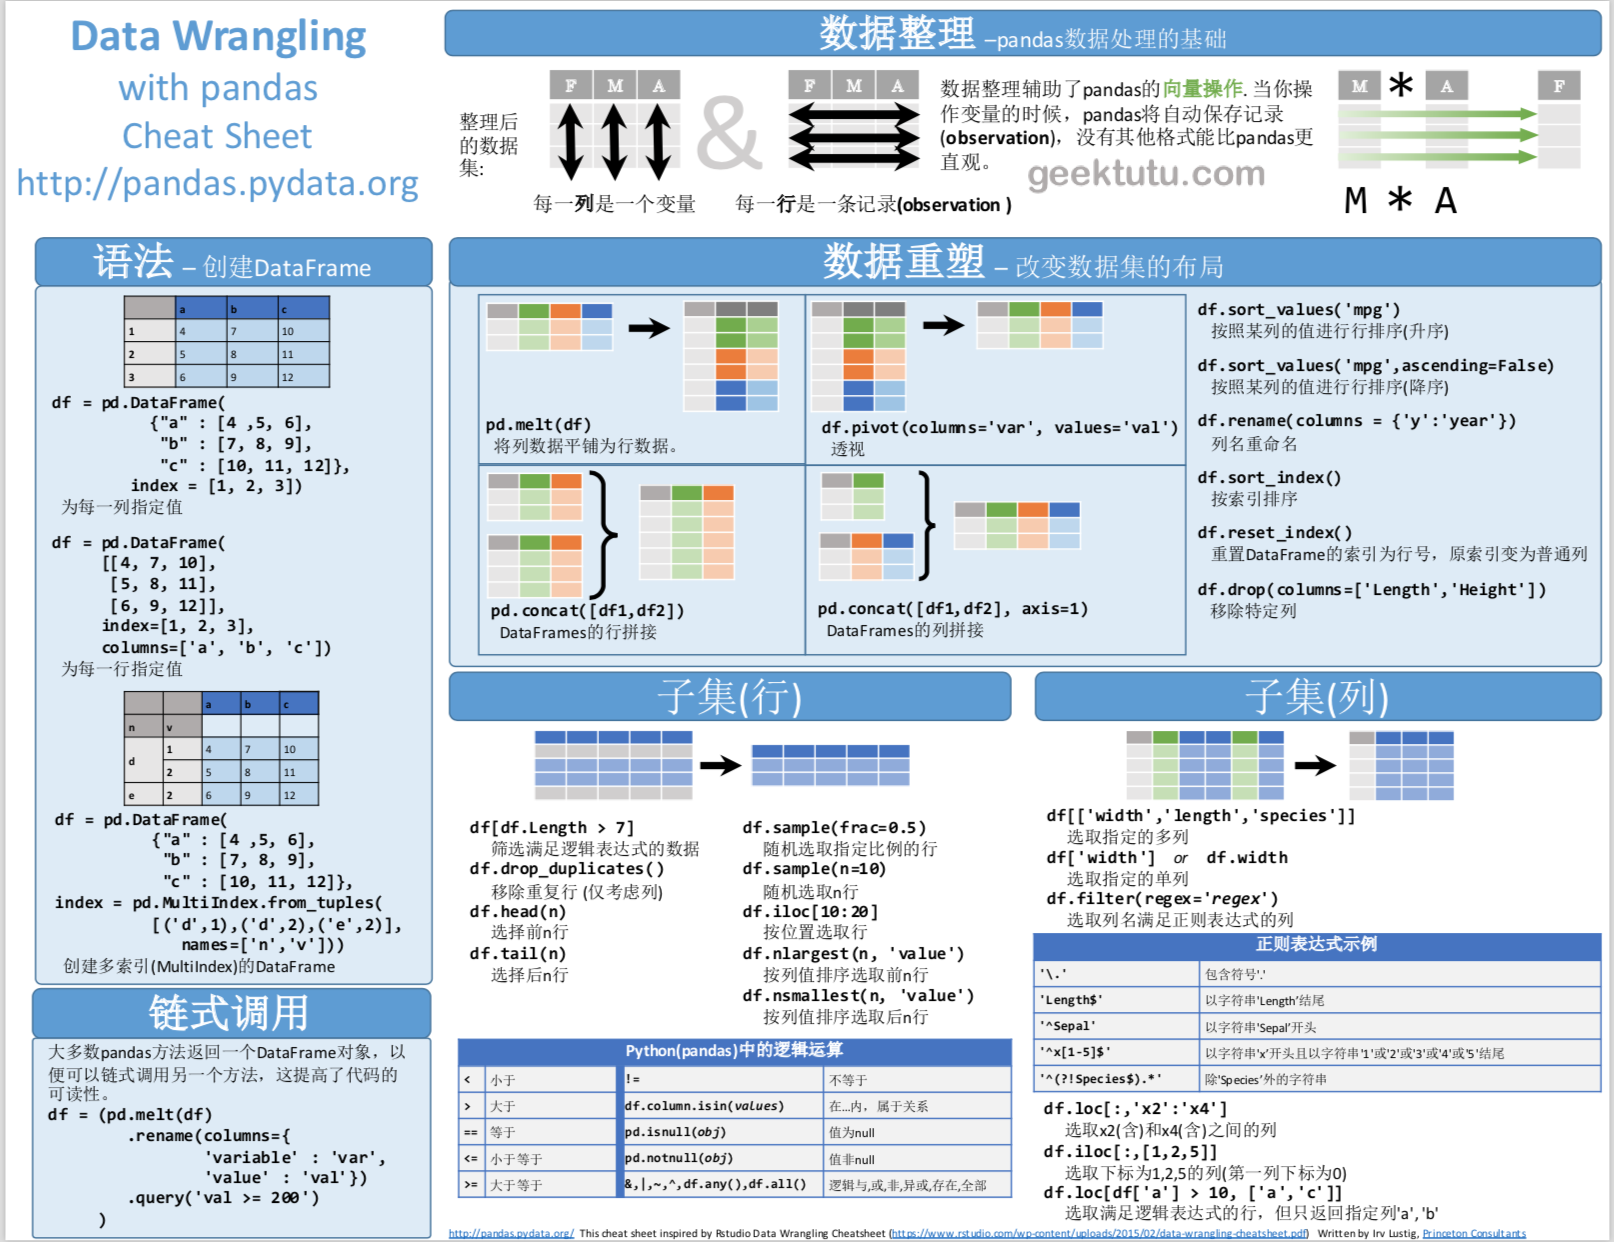 Data Wrangling
with pandas
Cheat Sheet
http://pandas.pydata.org
数据整理 –pandas数据处理的基础
整理后
的数据
集:
F M A
&
F M A
每一列是一个变量
每一行是一条记录(observation )
数据整理辅助了pandas的向量操作. 当你操
作变量的时候，pandas将自动保存记录
(observation)，没有其他格式能比pandas更
直观。
geektutu.com
M * A F
M * A
语法 – 创建DataFrame
a b c
1 4 7 10
2 5 8 11
3 6 9 12
df = pd.DataFrame(
{"a" : [4 ,5, 6],
"b" : [7, 8, 9],
"c" : [10, 11, 12]},
index = [1, 2, 3])
为每一列指定值
df = pd.DataFrame(
[[4, 7, 10],
[5, 8, 11],
[6, 9, 12]],
index=[1, 2, 3],
columns=['a', 'b', 'c'])
为每一行指定值
a b c
n v
d 1 4 7 10
2 5 8 11
e 2 6 9 12
df = pd.DataFrame(
{"a" : [4 ,5, 6],
"b" : [7, 8, 9],
"c" : [10, 11, 12]},
index = pd.MultiIndex.from_tuples(
[('d',1),('d',2),('e',2)],
names=['n','v']))
创建多索引(MultiIndex)的DataFrame
链式调用
大多数pandas方法返回一个DataFrame对象，以
便可以链式调用另一个方法，这提高了代码的
可读性。
df = (pd.melt(df)
.rename(columns={
'variable' : 'var',
'value' : 'val'})
.query('val >= 200')
)
数据重塑 – 改变数据集的布局
pd.melt(df)
将列数据平铺为行数据。
df.pivot(columns='var', values='val')
透视
pd.concat([df1,df2])
DataFrames的行拼接
pd.concat([df1,df2], axis=1)
DataFrames的列拼接
df.sort_values('mpg')
按照某列的值进行行排序(升序)
df.sort_values('mpg',ascending=False)
按照某列的值进行行排序(降序)
df.rename(columns = {'y':'year'})
列名重命名
df.sort_index()
按索引排序
df.reset_index()
重置DataFrame的索引为行号，原索引变为普通列
df.drop(columns=['Length','Height'])
移除特定列
子集(行)
df[df.Length > 7]
筛选满足逻辑表达式的数据
df.drop_duplicates()
移除重复行 (仅考虑列)
df.head(n)
选择前n行
df.tail(n)
选择后n行
df.sample(frac=0.5)
随机选取指定比例的行
df.sample(n=10)
随机选取n行
df.iloc[10:20]
按位置选取行
df.nlargest(n, 'value')
按列值排序选取前n行
df.nsmallest(n, 'value')
按列值排序选取后n行
Python(pandas)中的逻辑运算
< 小于 != 不等于
> 大于 df.column.isin(values) 在...内，属于关系
== 等于 pd.isnull(obj) 值为null
<= 小于等于 pd.notnull(obj) 值非null
>= 大于等于 &,|,~,^,df.any(),df.all() 逻辑与,或,非,异或,存在,全部
子集(列)
df[['width','length','species']]
选取指定的多列
df['width'] or df.width
选取指定的单列
df.filter(regex='regex')
选取列名满足正则表达式的列
正则表达式示例
'\.' 包含符号'.'
'Length$' 以字符串'Length'结尾
'^Sepal' 以字符串'Sepal'开头
'^x[1-5]$' 以字符串'x'开头且以字符串'1'或'2'或'3'或'4'或'5'结尾
'^(?!Species$).*' 除'Species'外的字符串
df.loc[:,'x2':'x4']
选取x2(含)和x4(含)之间的列
df.iloc[:,[1,2,5]]
选取下标为1,2,5的列(第一列下标为0)
df.loc[df['a'] > 10, ['a','c']]
选取满足逻辑表达式的行，但只返回指定列'a','b'
http://pandas.pydata.org/ This cheat sheet inspired by Rstudio Data Wrangling Cheatsheet (https://www.rstudio.com/wp-content/uploads/2015/02/data-wrangling-cheatsheet.pdf) Written by Irv Lustig, Princeton Consultants